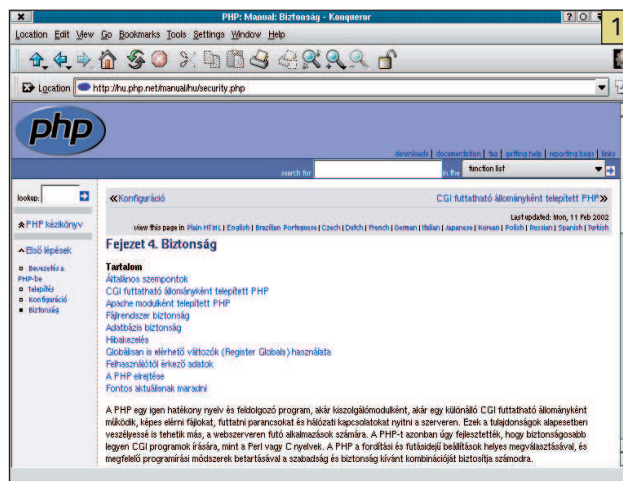 PHP: Manual: Biztonság - Konqueror
1
Location Edit View Go Bookmarks Tools Settings Window Help
Location http://hu.php.net/manual/hu/security.php
php
downloads | documentation | faq | getting help | reporting bugs | links
search for in the function list
lookup:
PHP kézikönyv
Első lépések
Bevezetés a PHP-be
Telepítés
Konfiguráció
Biztonság
«Konfiguráció CGI futtatható állományként telepített PHP»
Last updated: Mon, 11 Feb 2002
view this page in Plain HTML | English | Brazilian Portuguese | Czech | Dutch | French | German | Italian | Japanese | Korean | Polish | Russian | Spanish | Turkish
Fejezet 4. Biztonság
Tartalom
Általános szempontok
CGI futtatható állományként telepített PHP
Apache modulként telepített PHP
Fájlrendszer biztonság
Adatbázis biztonság
Hibakezelés
Globálisan is elérhető változók (Register Globals) használata
Felhasználótól érkező adatok
A PHP elrejtése
Fontos aktuálisnak maradni
A PHP egy igen hatékony nyelv és feldolgozó program, akár kiszolgálómodulként, akár egy különálló CGI futtatható állományként
működik, képes elérni fájlokat, futtatni parancsokat és hálózati kapcsolatokat nyitni a szerveren. Ezek a tulajdonságok alapesetben
veszélyessé is tehetik más, a webszerveren futó alkalmazások számára. A PHP-t azonban úgy fejlesztették, hogy biztonságosabb
legyen CGI programok írására, mint a Perl vagy C nyelvek. A PHP a fordítási és futásidejű beállítások helyes megválasztásával, és
megfelelő programírási módszerek betartásával a szabadság és biztonság kívánt kombinációját biztosítja számodra.